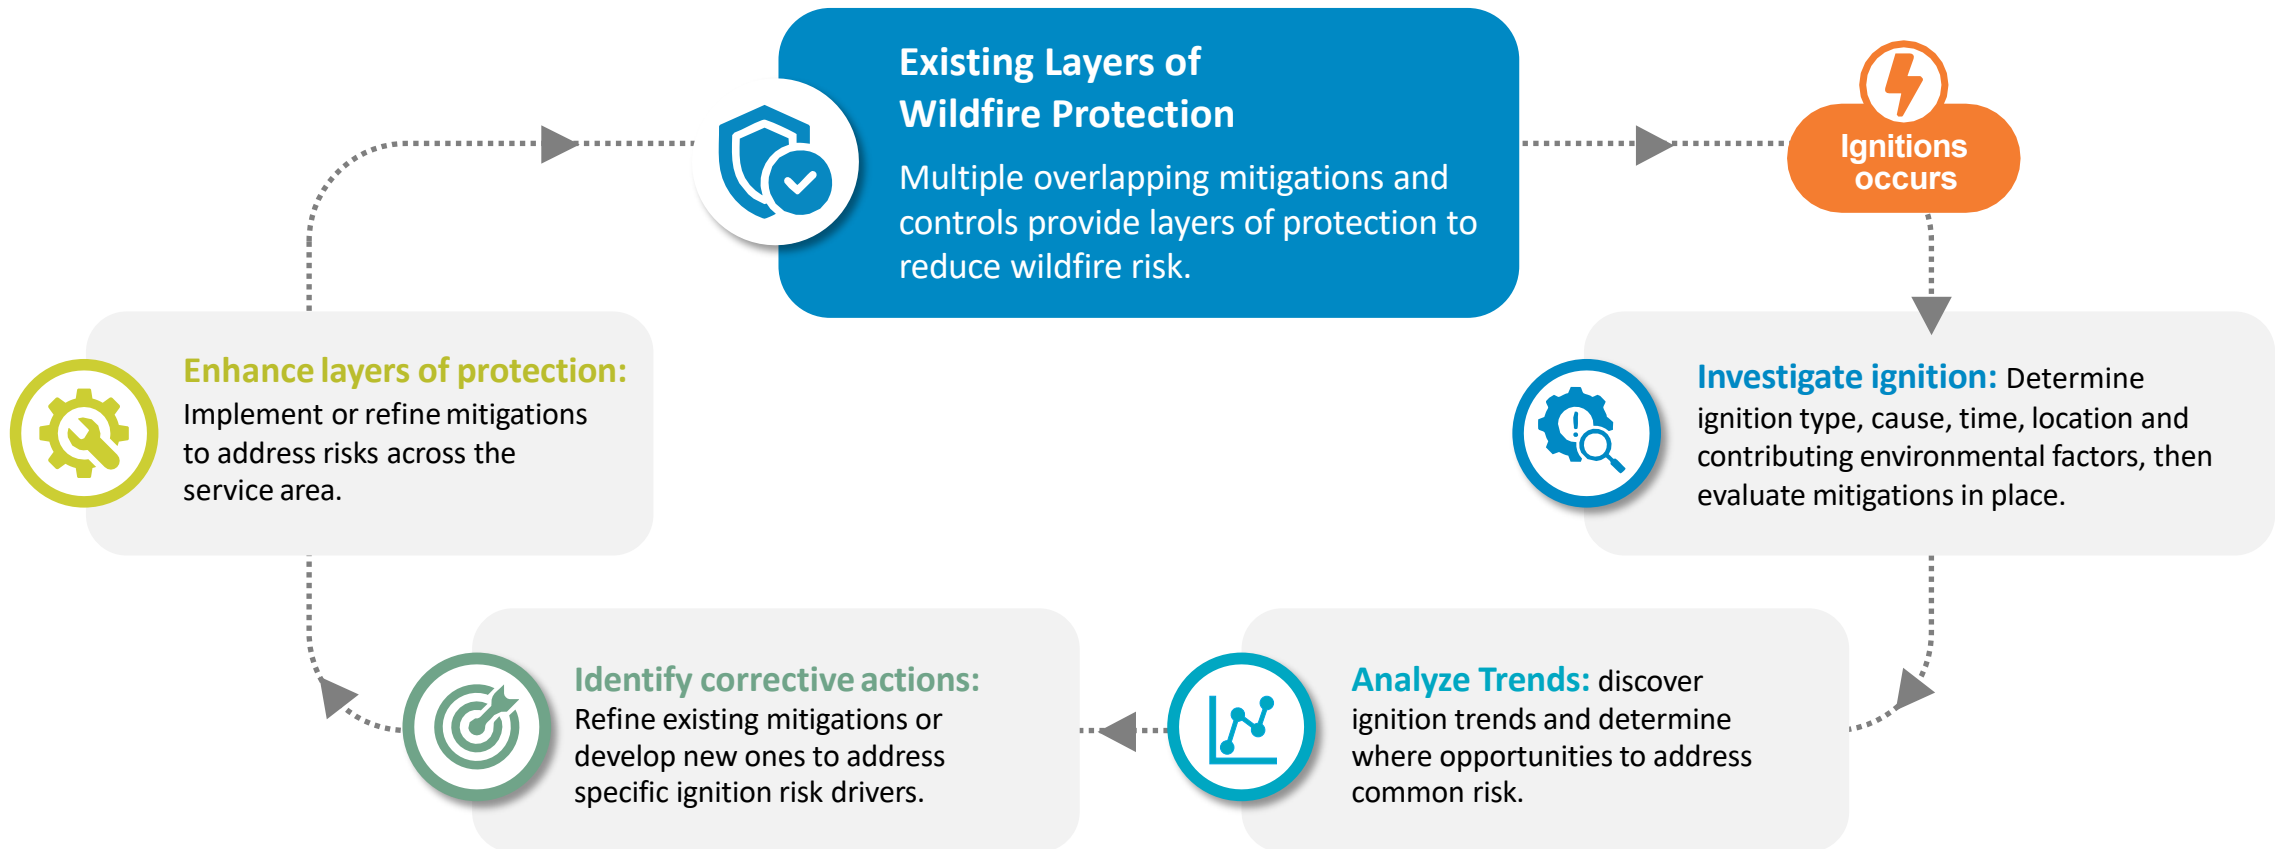 Existing Layers of
Wildfire Protection
Multiple overlapping mitigations and
controls provide layers of protection to
reduce wildfire risk.
Ignitions
occurs
Investigate ignition: Determine
ignition type, cause, time, location and
contributing environmental factors, then
evaluate mitigations in place.
Analyze Trends: discover
ignition trends and determine
where opportunities to address
common risk.
Identify corrective actions:
Refine existing mitigations or
develop new ones to address
specific ignition risk drivers.
Enhance layers of protection:
Implement or refine mitigations
to address risks across the
service area.